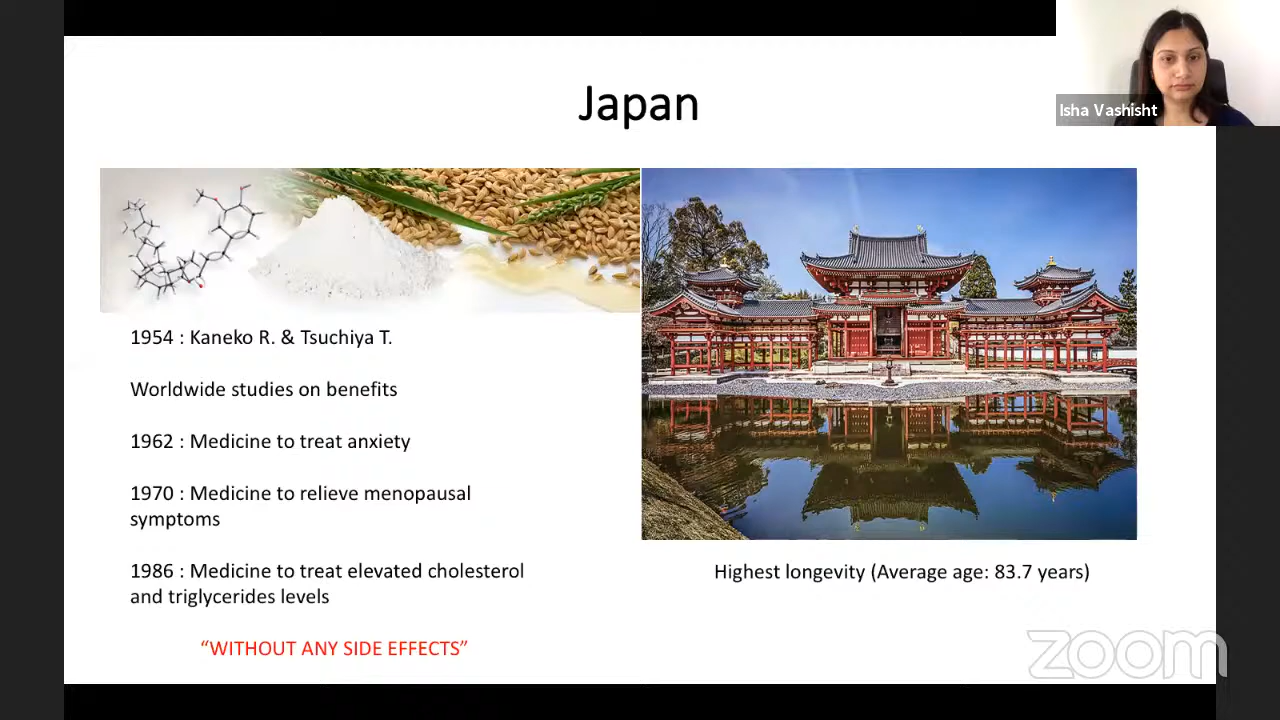 Japan
Isha Vashisht
1954 : Kaneko R. & Tsuchiya T.
Worldwide studies on benefits
1962 : Medicine to treat anxiety
1970 : Medicine to relieve menopausal
symptoms
1986 : Medicine to treat elevated cholesterol
and triglycerides levels
“WITHOUT ANY SIDE EFFECTS”
Highest longevity (Average age: 83.7 years)
zoom